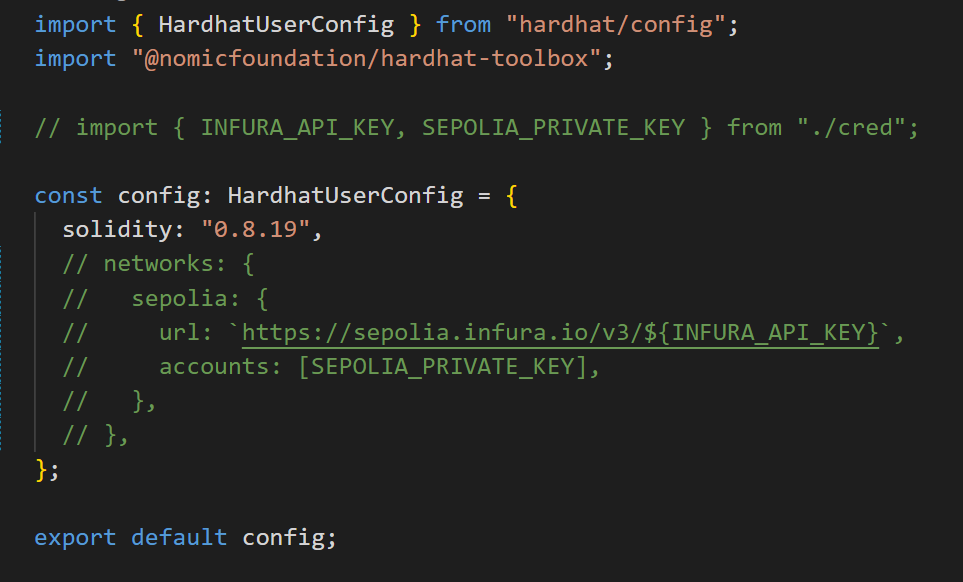 import { HardhatUserConfig } from "hardhat/config";
import "@nomicfoundation/hardhat-toolbox";
// import { INFURA_API_KEY, SEPOLIA_PRIVATE_KEY } from "./cred";
const config: HardhatUserConfig = {
  solidity: "0.8.19",
  // networks: {
  //   sepolia: {
  //     url: `https://sepolia.infura.io/v3/${INFURA_API_KEY}`,
  //     accounts: [SEPOLIA_PRIVATE_KEY],
  //   },
  // },
};
export default config;